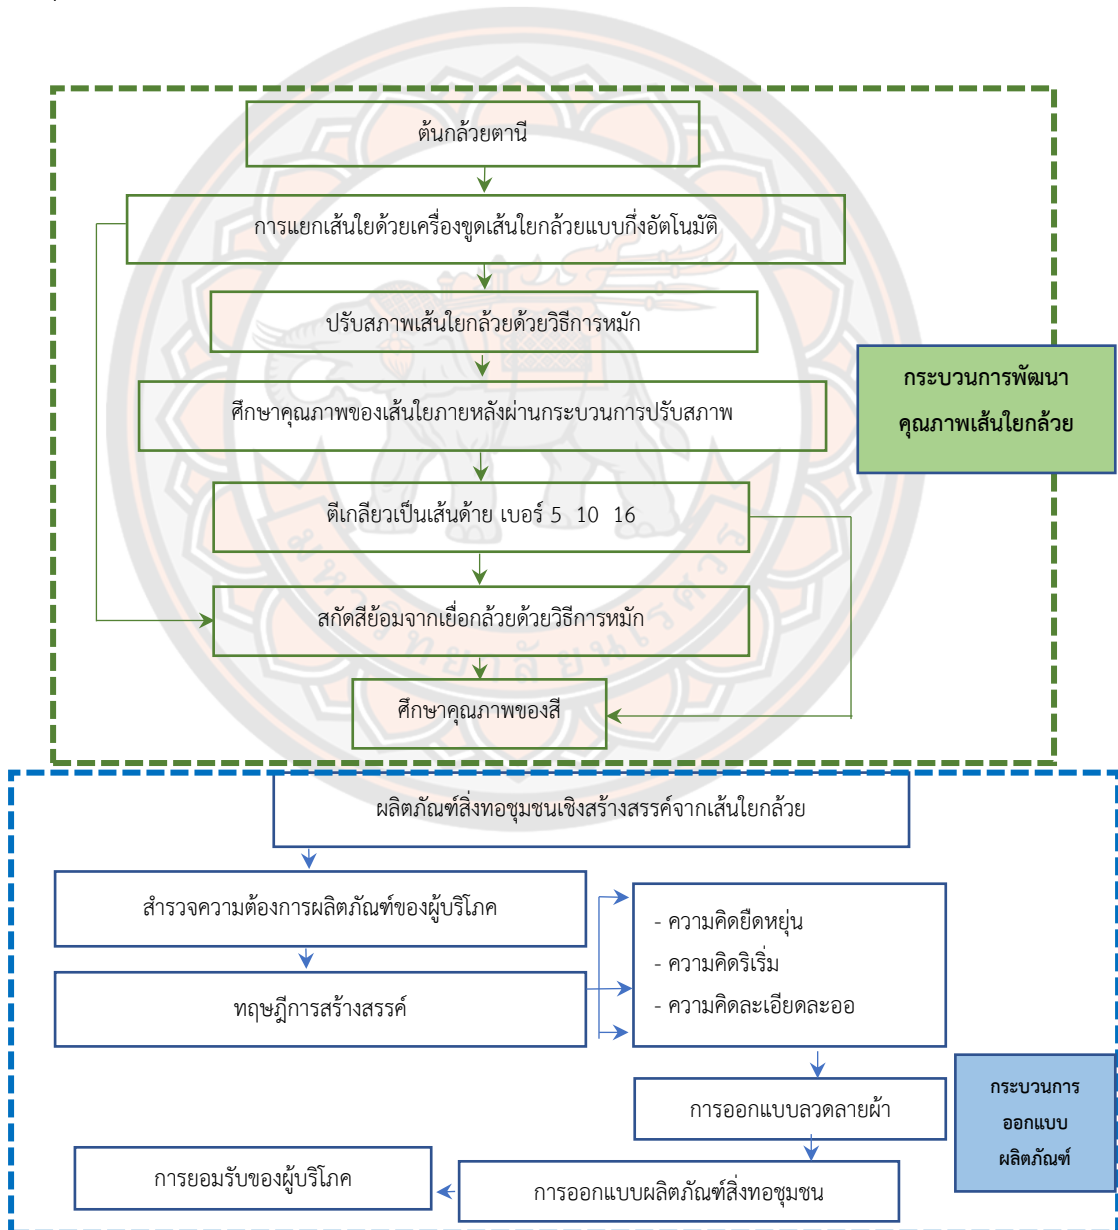 ต้นกล้วยตานี
การแยกเส้นใยด้วยเครื่องขูดเส้นใยกล้วยแบบกึ่งอัตโนมัติ
ปรับสภาพเส้นใยกล้วยด้วยวิธีการหมัก
ศึกษาคุณภาพของเส้นใยภายหลังผ่านกระบวนการปรับสภาพ
กระบวนการพัฒนา
คุณภาพเส้นใยกล้วย
ตีเกลียวเป็นเส้นด้าย เบอร์ 5 10 16
สกัดสีย้อมจากเยื่อกล้วยด้วยวิธีการหมัก
ศึกษาคุณภาพของสี
มหาวิทยาลัยนเรศวร
ผลิตภัณฑ์สิ่งทอชุมชนเชิงสร้างสรรค์จากเส้นใยกล้วย
สำรวจความต้องการผลิตภัณฑ์ของผู้บริโภค
ทฤษฎีการสร้างสรรค์
- ความคิดยืดหยุ่น
- ความคิดริเริ่ม
- ความคิดละเอียดละออ
การออกแบบลวดลายผ้า
กระบวนการ
ออกแบบ
ผลิตภัณฑ์
การออกแบบผลิตภัณฑ์สิ่งทอชุมชน
การยอมรับของผู้บริโภค